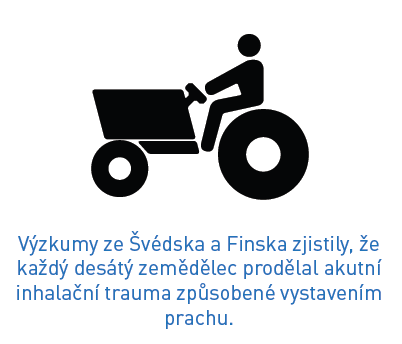 Výzkumy ze Švédska a Finska zjistily, že
každý desátý zemědělec prodělal akutní
inhalační trauma způsobené vystavením
prachu.